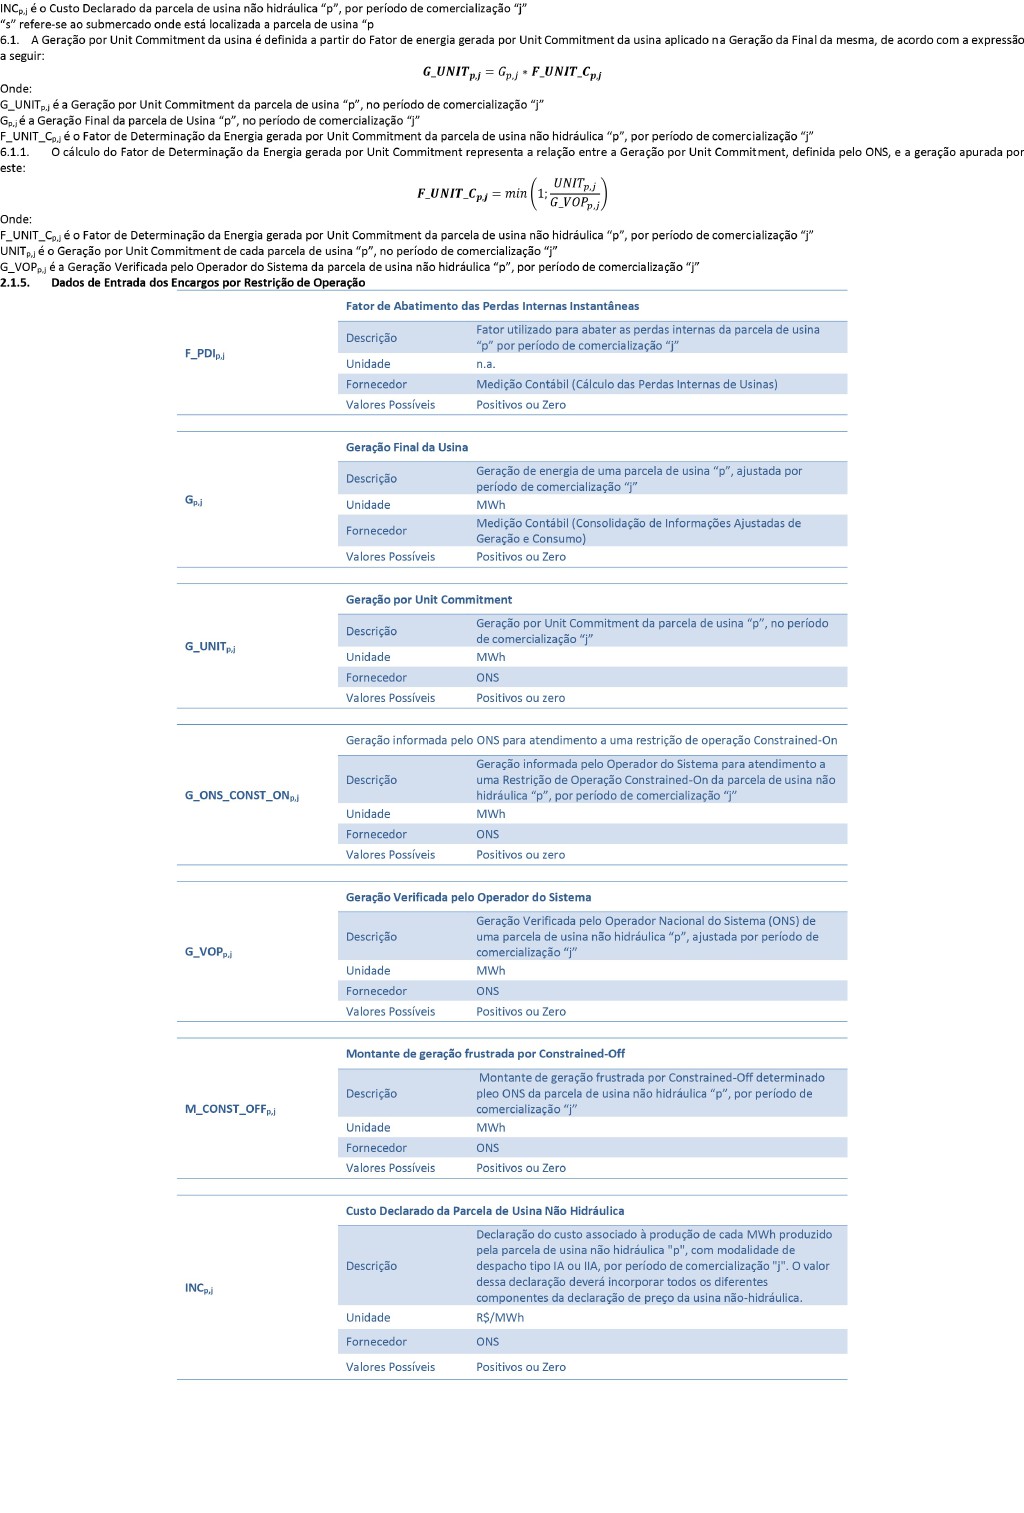 INCp,j é o Custo Declarado da parcela de usina não hidráulica “p”, por período de comercialização “j”
“s” refere-se ao submercado onde está localizada a parcela de usina “p
6.1. A Geração por Unit Commitment da usina é definida a partir do Fator de energia gerada por Unit Commitment da usina aplicado na Geração da Final da mesma, de acordo com a expressão
a seguir:
G_UNITp,j = Gp,j ∗ F_UNIT_Cp,j
Onde:
G_UNITp,j é a Geração por Unit Commitment da parcela de usina “p”, no período de comercialização “j”
Gp,j é a Geração Final da parcela de Usina “p”, no período de comercialização “j”
F_UNIT_Cp,j é o Fator de Determinação da Energia gerada por Unit Commitment da parcela de usina não hidráulica “p”, por período de comercialização “j”
6.1.1. O cálculo do Fator de Determinação da Energia gerada por Unit Commitment representa a relação entre a Geração por Unit Commitment, definida pelo ONS, e a geração apurada por
este:
F_UNIT_Cp,j = min (1; UNITp,j / G_VOPp,j)
Onde:
F_UNIT_Cp,j é o Fator de Determinação da Energia gerada por Unit Commitment da parcela de usina não hidráulica “p”, por período de comercialização “j”
UNITp,j é o Geração por Unit Commitment de cada parcela de usina “p”, no período de comercialização “j”
G_VOPp,j é a Geração Verificada pelo Operador do Sistema da parcela de usina não hidráulica “p”, por período de comercialização “j”
2.1.5. Dados de Entrada dos Encargos por Restrição de Operação
F_PDIp,j
Fator de Abatimento das Perdas Internas Instantâneas
Descrição Fator utilizado para abater as perdas internas da parcela de usina
“p” por período de comercialização “j”
Unidade n.a.
Fornecedor Medição Contábil (Cálculo das Perdas Internas de Usinas)
Valores Possíveis Positivos ou Zero
Gp,j
Geração Final da Usina
Descrição Geração de energia de uma parcela de usina “p”, ajustada por
período de comercialização “j”
Unidade MWh
Fornecedor Medição Contábil (Consolidação de Informações Ajustadas de
Geração e Consumo)
Valores Possíveis Positivos ou Zero
G_UNITp,j
Geração por Unit Commitment
Descrição Geração por Unit Commitment da parcela de usina “p”, no período
de comercialização “j”
Unidade MWh
Fornecedor ONS
Valores Possíveis Positivos ou zero
G_ONS_CONST_ONp,j
Geração informada pelo ONS para atendimento a uma restrição de operação Constrained-On
Descrição Geração informada pelo Operador do Sistema para atendimento a
uma Restrição de Operação Constrained-On da parcela de usina não
hidráulica “p”, por período de comercialização “j”
Unidade MWh
Fornecedor ONS
Valores Possíveis Positivos ou zero
G_VOPp,j
Geração Verificada pelo Operador do Sistema
Descrição Geração Verificada pelo Operador Nacional do Sistema (ONS) de
uma parcela de usina não hidráulica “p”, ajustada por período de
comercialização “j”
Unidade MWh
Fornecedor ONS
Valores Possíveis Positivos ou Zero
M_CONST_OFFp,j
Montante de geração frustrada por Constrained-Off
Descrição Montante de geração frustrada por Constrained-Off determinado
pleo ONS da parcela de usina não hidráulica “p”, por período de
comercialização “j”
Unidade MWh
Fornecedor ONS
Valores Possíveis Positivos ou Zero
INCp,j
Custo Declarado da Parcela de Usina Não Hidráulica
Descrição Declaração do custo associado à produção de cada MWh produzido
pela parcela de usina não hidráulica "p", com modalidade de
despacho tipo IA ou IIA, por período de comercialização "j". O valor
dessa declaração deverá incorporar todos os diferentes
componentes da declaração de preço da usina não-hidráulica.
Unidade R$/MWh
Fornecedor ONS
Valores Possíveis Positivos ou Zero